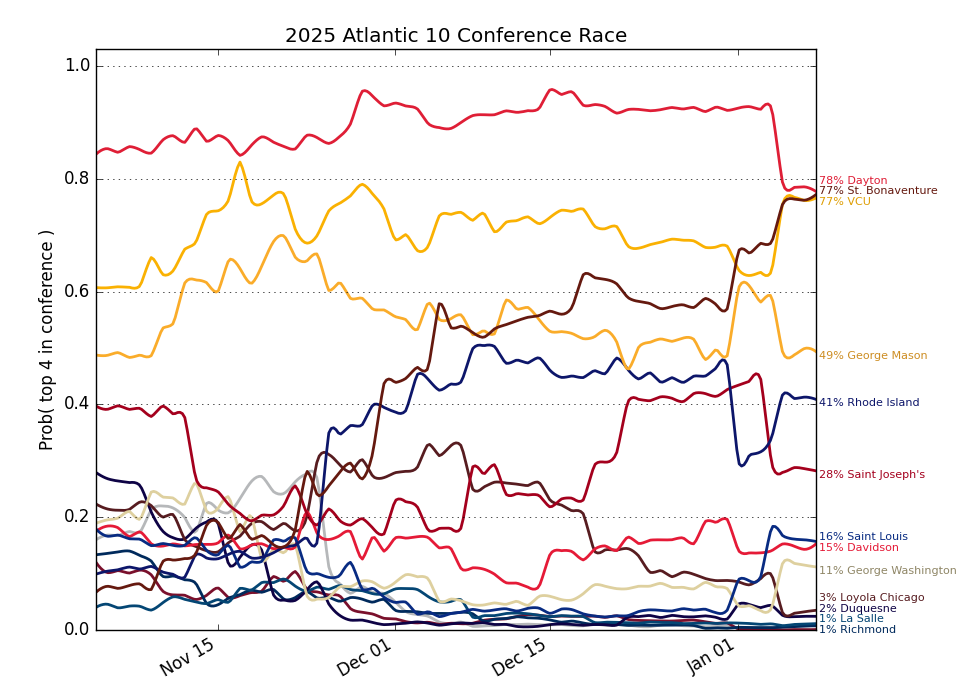 2025 Atlantic 10 Conference Race
Prob( top 4 in conference )
1.0
0.8
0.6
0.4
0.2
0.0
Nov 15
Dec 01
Dec 15
Jan 01
78% Dayton
77% St. Bonaventure
77% VCU
49% George Mason
41% Rhode Island
28% Saint Joseph's
16% Saint Louis
15% Davidson
11% George Washington
3% Loyola Chicago
2% Duquesne
1% La Salle
1% Richmond